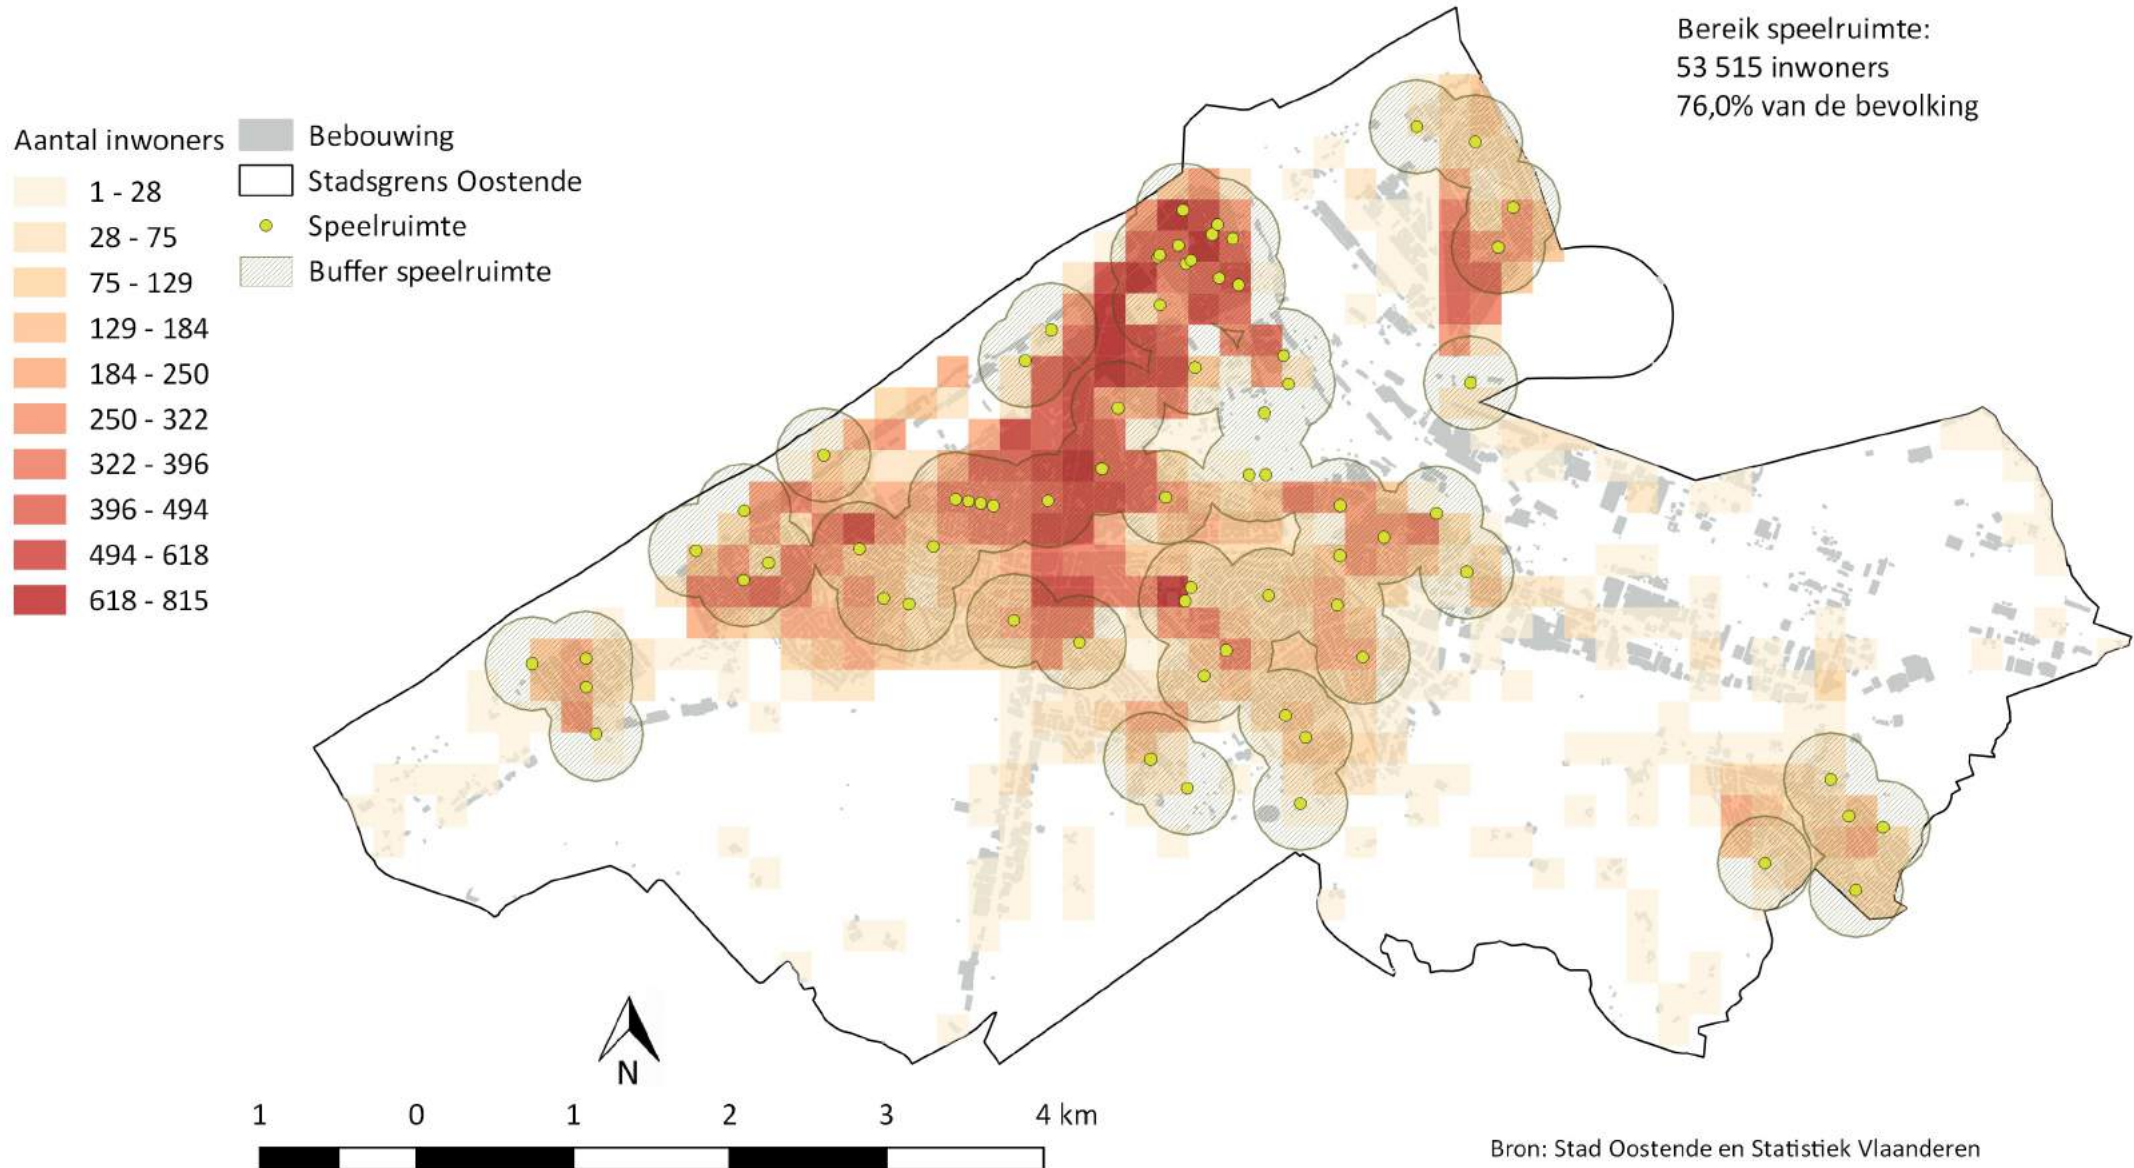 Bereik speelruimte:
53 515 inwoners
76,0% van de bevolking
Aantal inwoners
1 - 28
28 - 75
75 - 129
129 - 184
184 - 250
250 - 322
322 - 396
396 - 494
494 - 618
618 - 815
Bebouwing
Stadsgrens Oostende
Speelruimte
Buffer speelruimte
N
1 0 1 2 3 4 km
Bron: Stad Oostende en Statistiek Vlaanderen